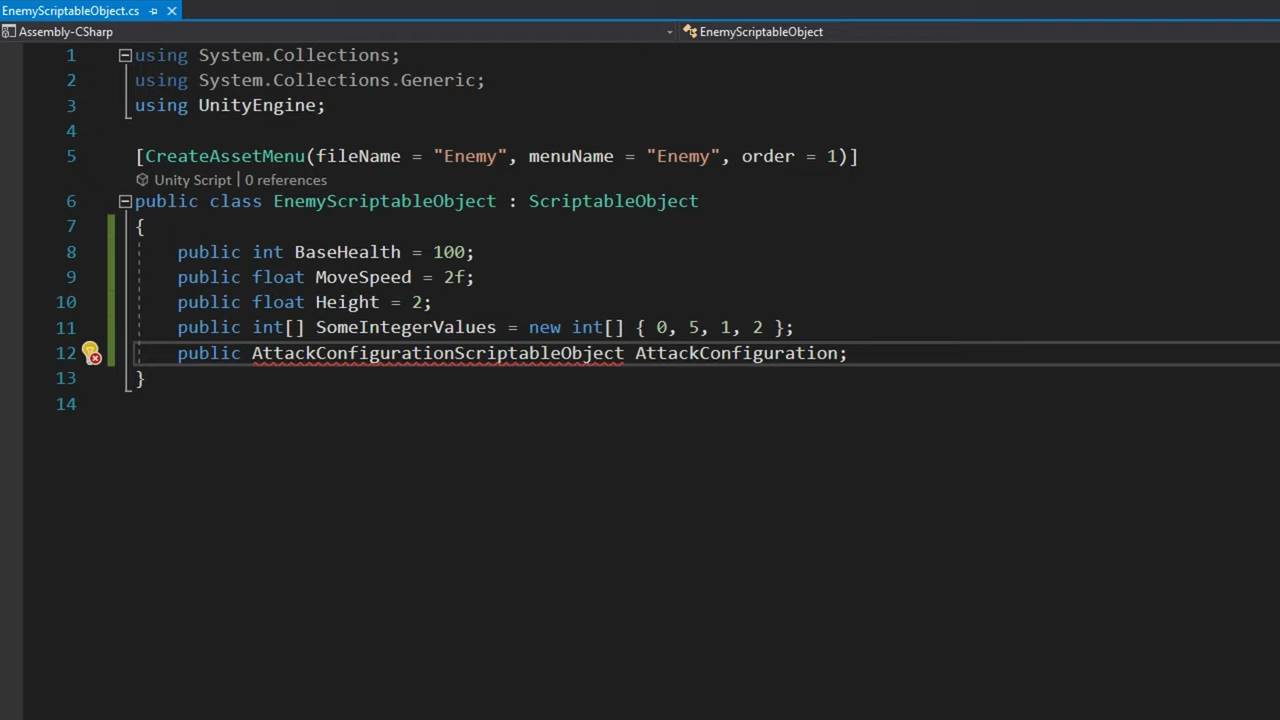 EnemyScriptableObject.cs
Assembly-CSharp EnemyScriptableObject
1 using System.Collections;
2 using System.Collections.Generic;
3 using UnityEngine;
4
5 [CreateAssetMenu(fileName = "Enemy", menuName = "Enemy", order = 1)]
Unity Script | 0 references
6 public class EnemyScriptableObject : ScriptableObject
7 {
8 public int BaseHealth = 100;
9 public float MoveSpeed = 2f;
10 public float Height = 2;
11 public int[] SomeIntegerValues = new int[] { 0, 5, 1, 2 };
12 public AttackConfigurationScriptableObject AttackConfiguration;
13 }
14